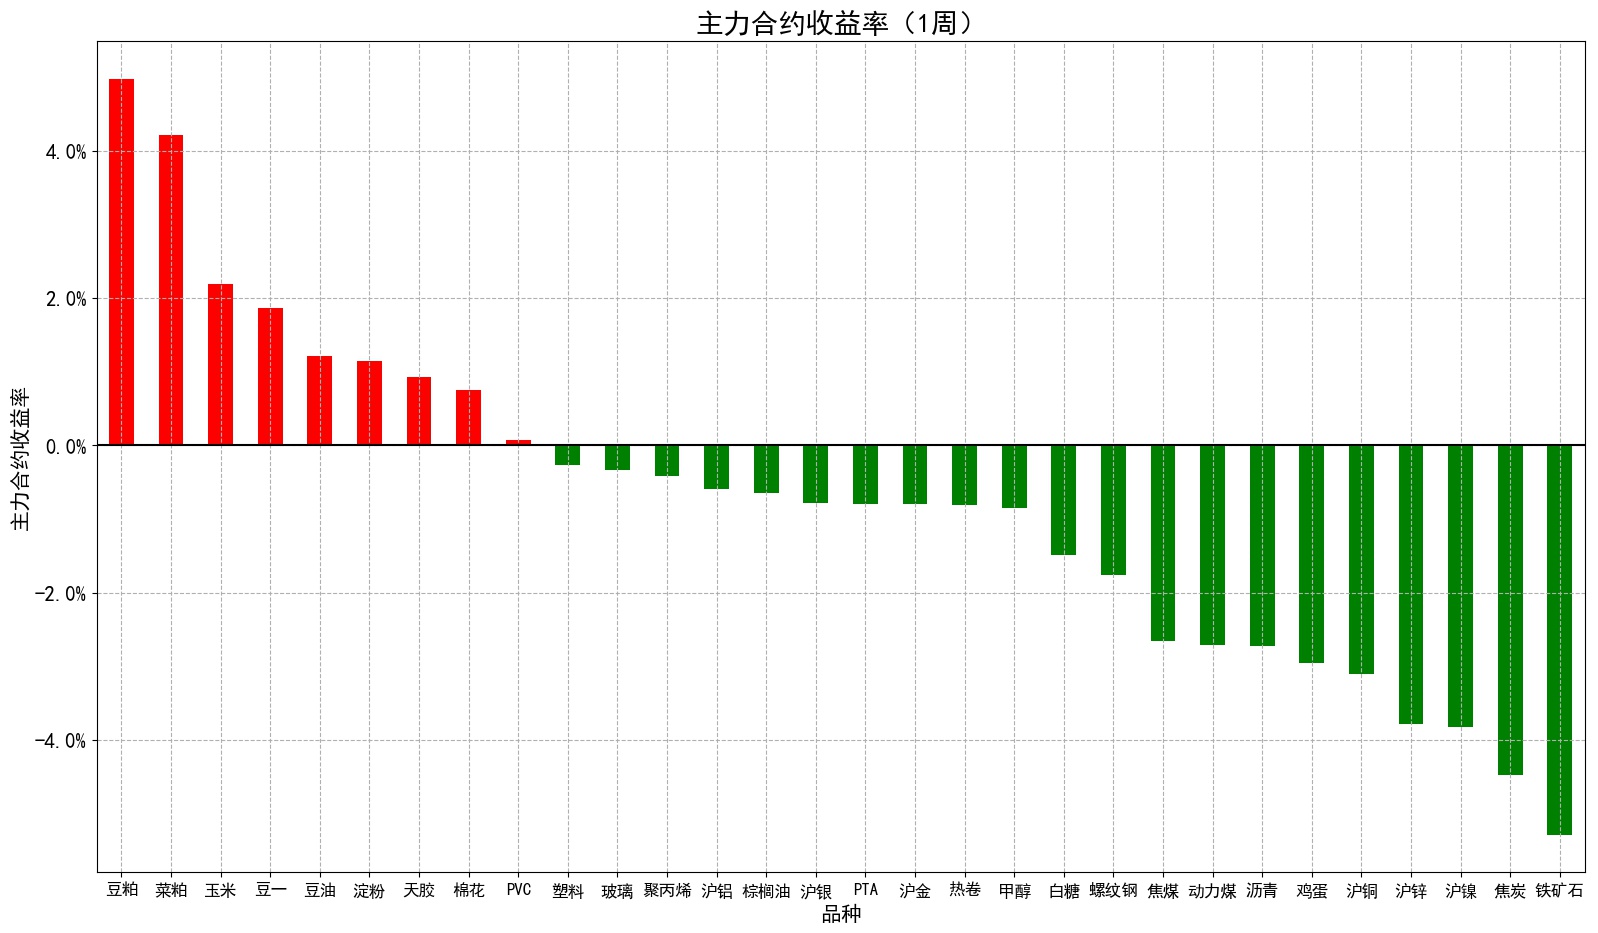 主力合约收益率（1周）
主力合约收益率
4.0%
2.0%
0.0%
-2.0%
-4.0%
豆粕 菜粕 玉米 豆一 豆油 淀粉 天胶 棉花 PVC 塑料 玻璃 聚丙烯 沪铝 棕榈油 沪银 PTA 沪金 热卷 甲醇 白糖 螺纹钢 焦煤 动力煤 沥青 鸡蛋 沪铜 沪锌 沪镍 焦炭 铁矿石
品种